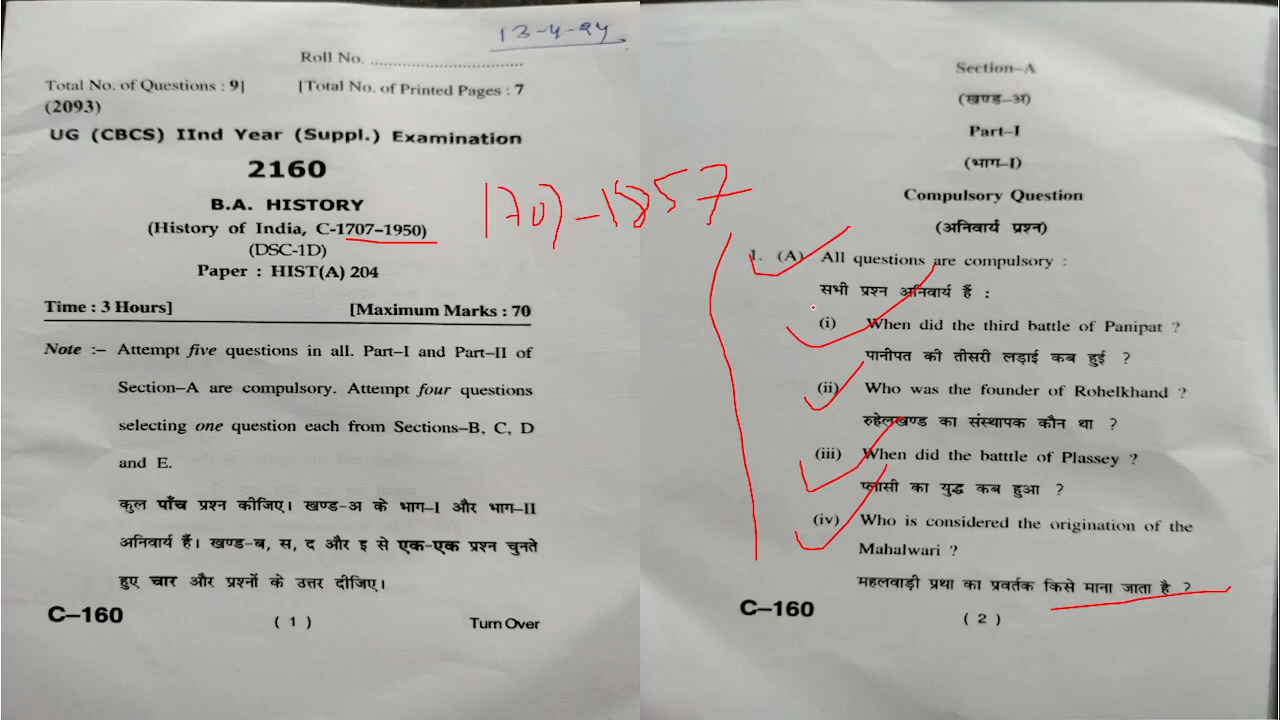 13-4-24
Roll No. ................................
Total No. of Questions : 9]	[Total No. of Printed Pages : 7
(2093)
UG (CBCS) IInd Year (Suppl.) Examination
2160
B.A. HISTORY
(History of India, C-1707–1950)
(DSC-1D)
Paper : HIST(A) 204
Time : 3 Hours]	[Maximum Marks : 70
Note :– Attempt five questions in all. Part–I and Part–II of
Section–A are compulsory. Attempt four questions
selecting one question each from Sections–B, C, D
and E.
कुल पाँच प्रश्न कीजिए। खण्ड-अ के भाग-I और भाग-II
अनिवार्य हैं। खण्ड-ब, स, द और इ से एक-एक प्रश्न चुनते
हुए चार और प्रश्नों के उत्तर दीजिए।
C–160	( 1 )	Turn Over
1707-1857
Section–A
(खण्ड–अ)
Part–I
(भाग–I)
Compulsory Question
(अनिवार्य प्रश्न)
1. (A) All questions are compulsory :
सभी प्रश्न अनिवार्य हैं :
(i) When did the third battle of Panipat ?
पानीपत की तीसरी लड़ाई कब हुई ?
(ii) Who was the founder of Rohelkhand ?
रुहेलखण्ड का संस्थापक कौन था ?
(iii) When did the batttle of Plassey ?
प्लासी का युद्ध कब हुआ ?
(iv) Who is considered the origination of the
Mahalwari ?
महलवाड़ी प्रथा का प्रवर्तक किसे माना जाता है ?
C–160	( 2 )